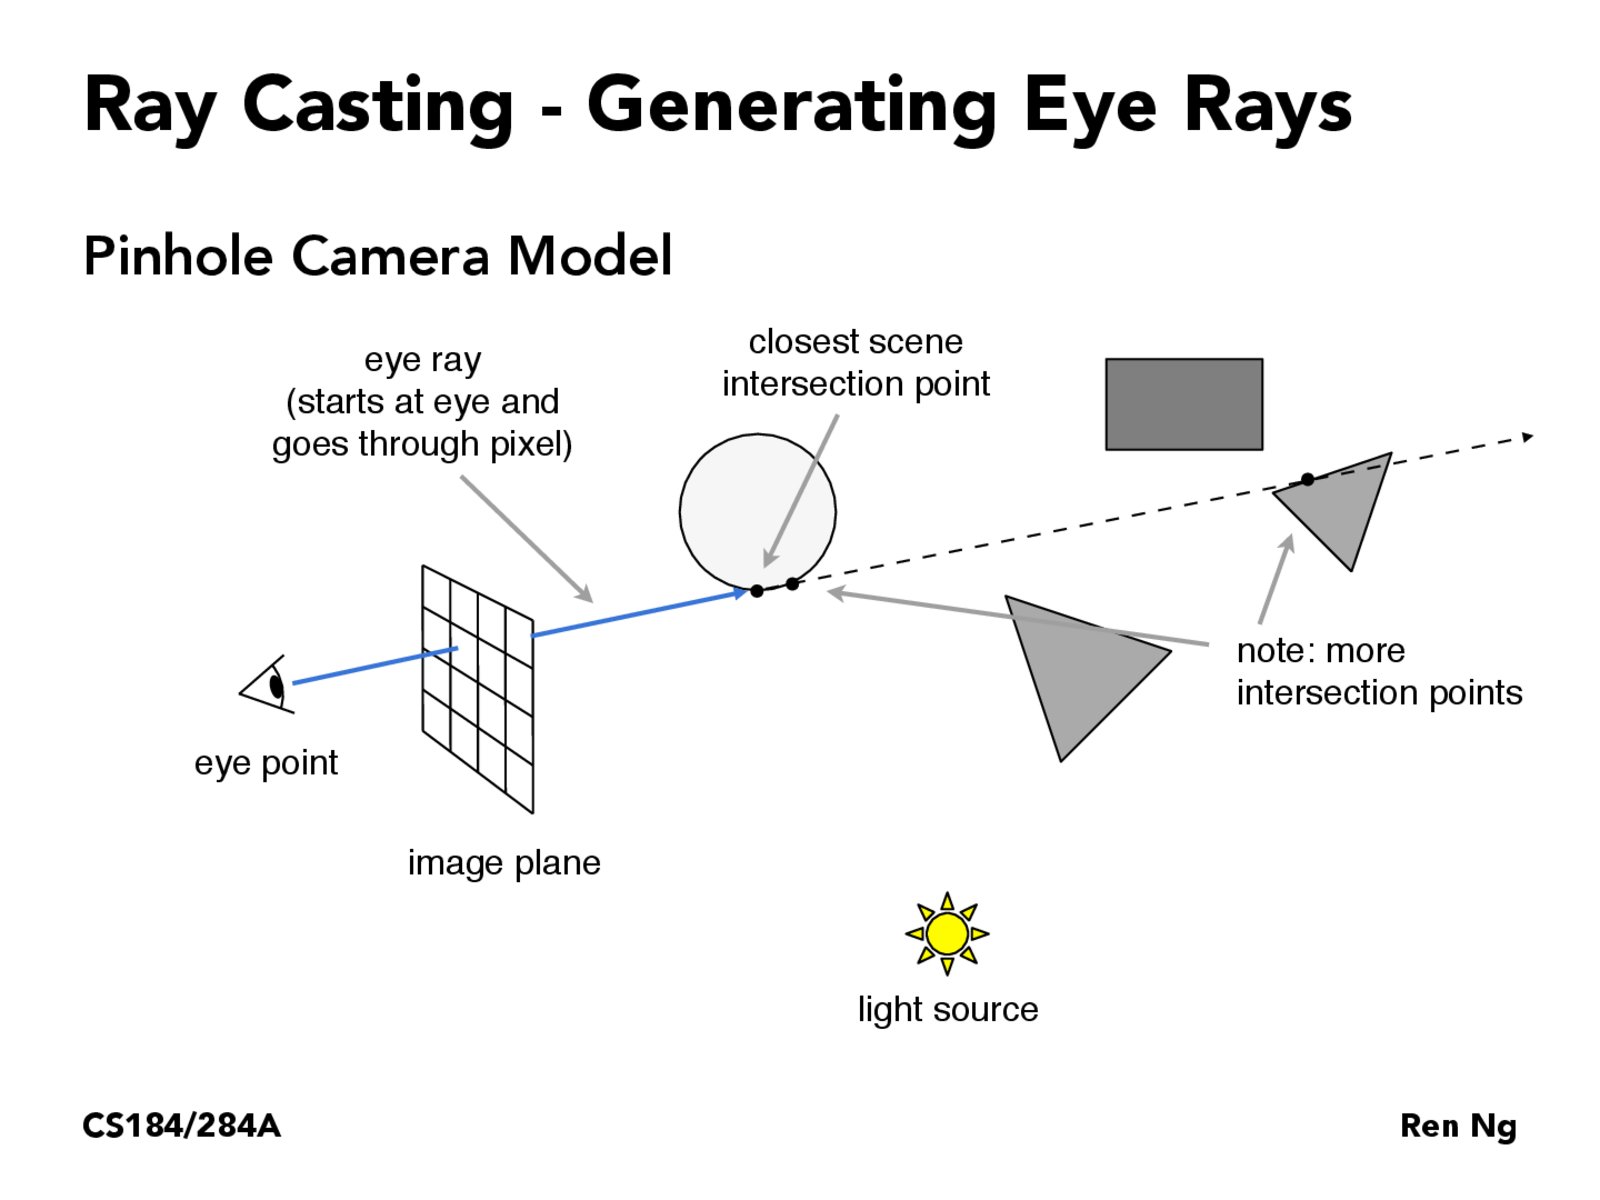 Ray Casting - Generating Eye Rays
Pinhole Camera Model
eye ray
(starts at eye and
goes through pixel)
closest scene
intersection point
note: more
intersection points
eye point
image plane
light source
CS184/284A
Ren Ng